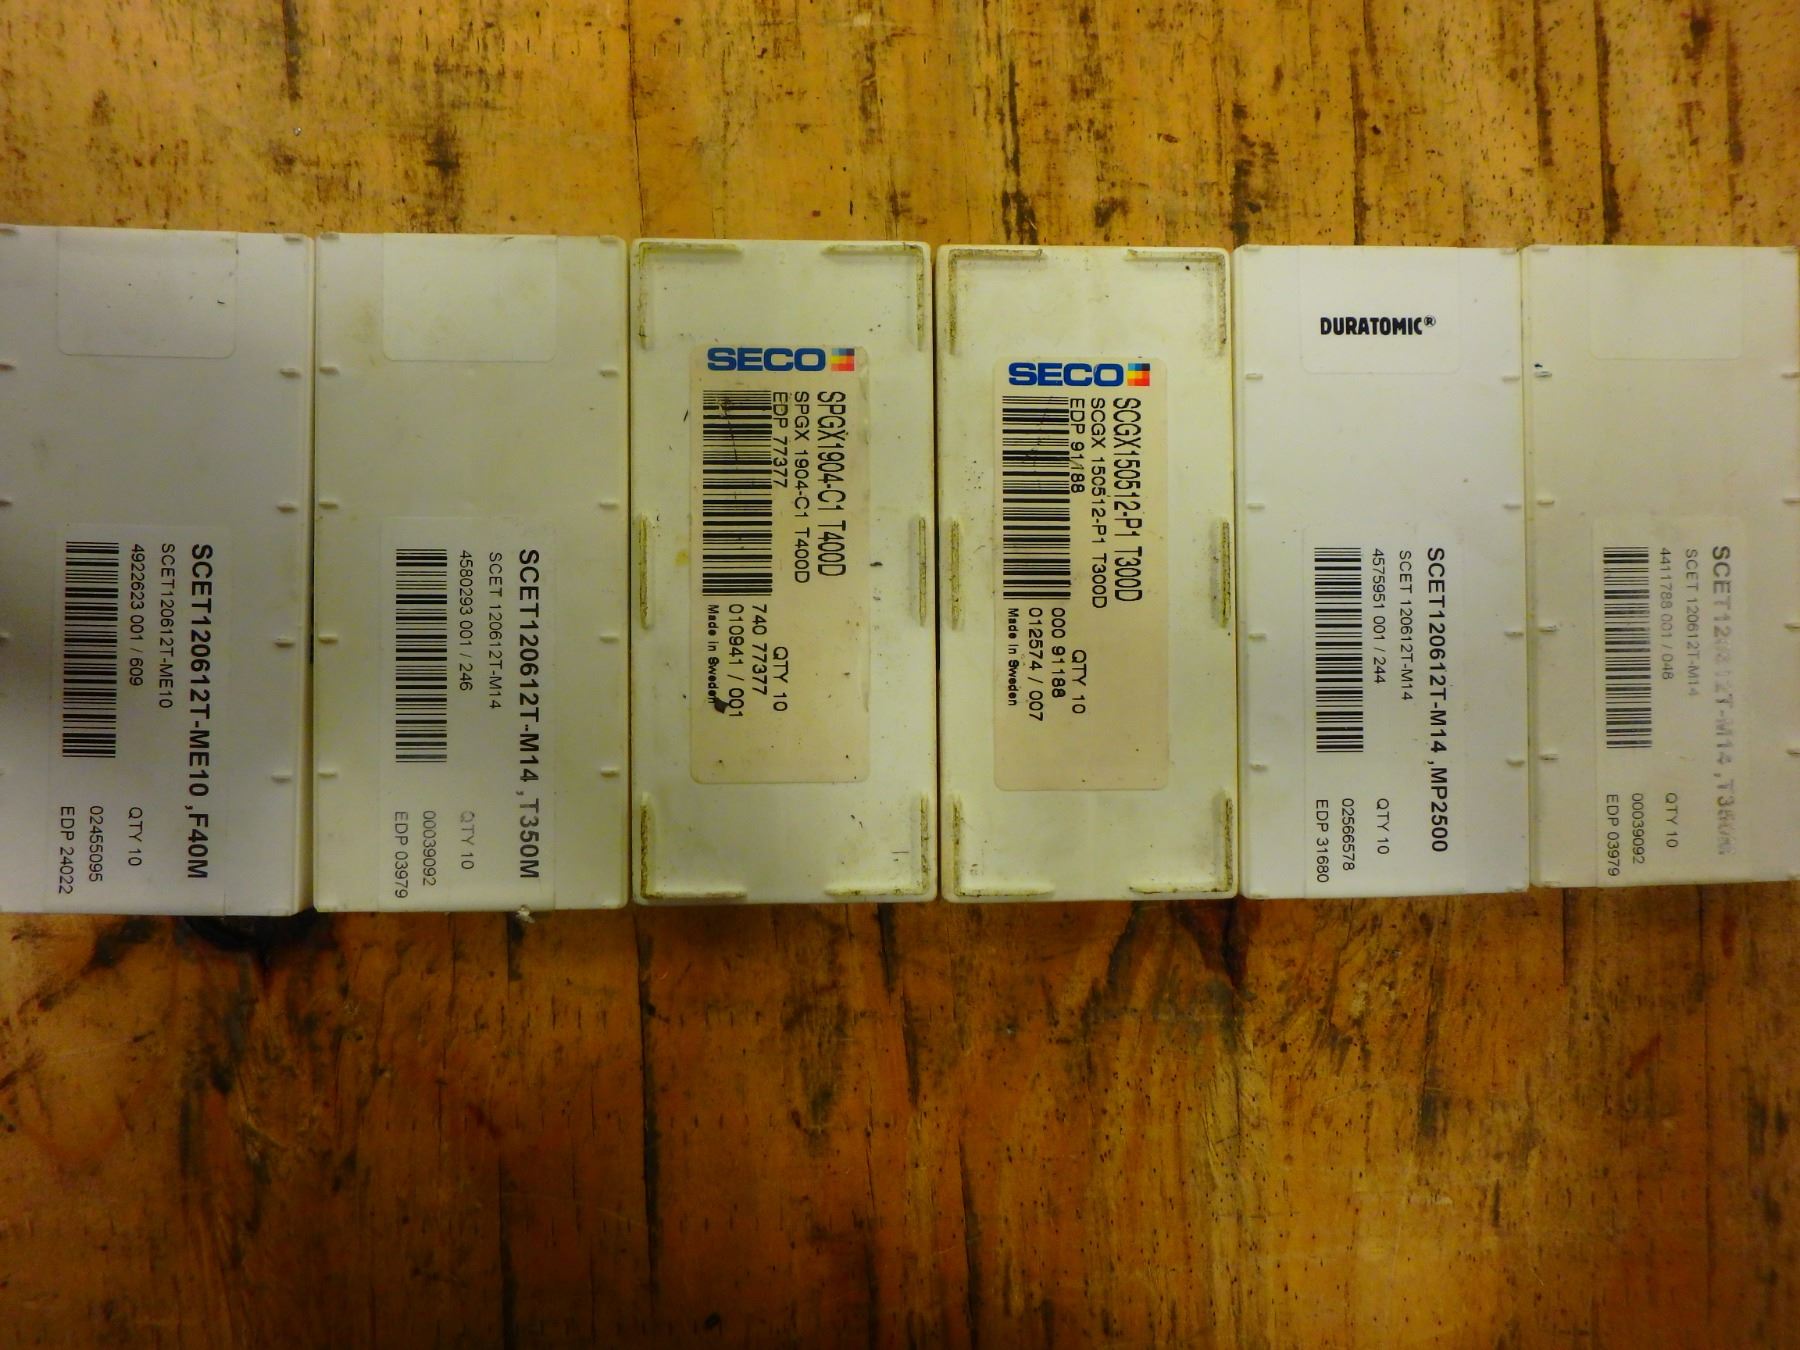 SCET120612T-ME10 ,F40M
SCET120612T-ME10
4922623 001 / 609
QTY 10
02455095
EDP 24022
SCET120612T-M14 ,T350M
SCET 120612T-M14
4580293 001 / 246
QTY 10
00039092
EDP 03979
SECO
SPGX1904-C1 T400D
SPGX 1904-C1 T400D
EDP 77377
QTY 10
740 77377
010941 / 001
Made in Sweden
SECO
SCGX150512-P1 T300D
SCGX 150512-P1 T300D
EDP 91188
QTY 10
000 91188
012574 / 007
Made in Sweden
DURATOMIC®
SCET120612T-M14 ,MP2500
SCET 120612T-M14
4575951 001 / 244
QTY 10
02566578
EDP 31680
SCET120612T-M14 ,T350M
SCET 120612T-M14
4411788 001 / 048
QTY 10
00039092
EDP 03979